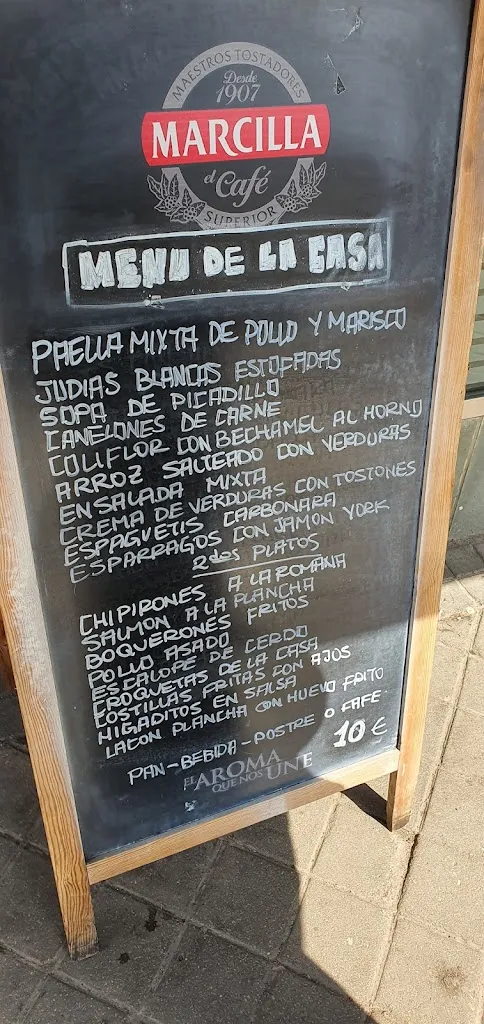 MAESTROS TOSTADORES
Desde
1907
MARCILLA
el Café
SUPERIOR
MENU DE LA CASA
PAELLA MIXTA DE POLLO Y MARISCO
JUDIAS BLANCAS ESTOFADAS
SOPA DE PICADILLO
CANELONES DE CARNE
COLIFLOR CON BECHAMEL AL HORNO
ARROZ SALTEADO CON VERDURAS
ENSALADA MIXTA
CREMA DE VERDURAS CON TOSTONES
ESPAGUETIS CARBONARA
ESPARRAGOS CON JAMON YORK
2dos PLATOS
CHIPIRONES A LA ROMANA
SALMON A LA PLANCHA
BOQUERONES FRITOS
POLLO ASADO
ESCALOPE DE CERDO
CROQUETAS DE LA CASA
COSTILLAS FRITAS CON AJOS
HIGADITOS EN SALSA
LACON PLANCHA CON HUEVO FRITO
PAN-BEBIDA-POSTRE O CAFE
10 €
EL AROMA
QUE NOS UNE